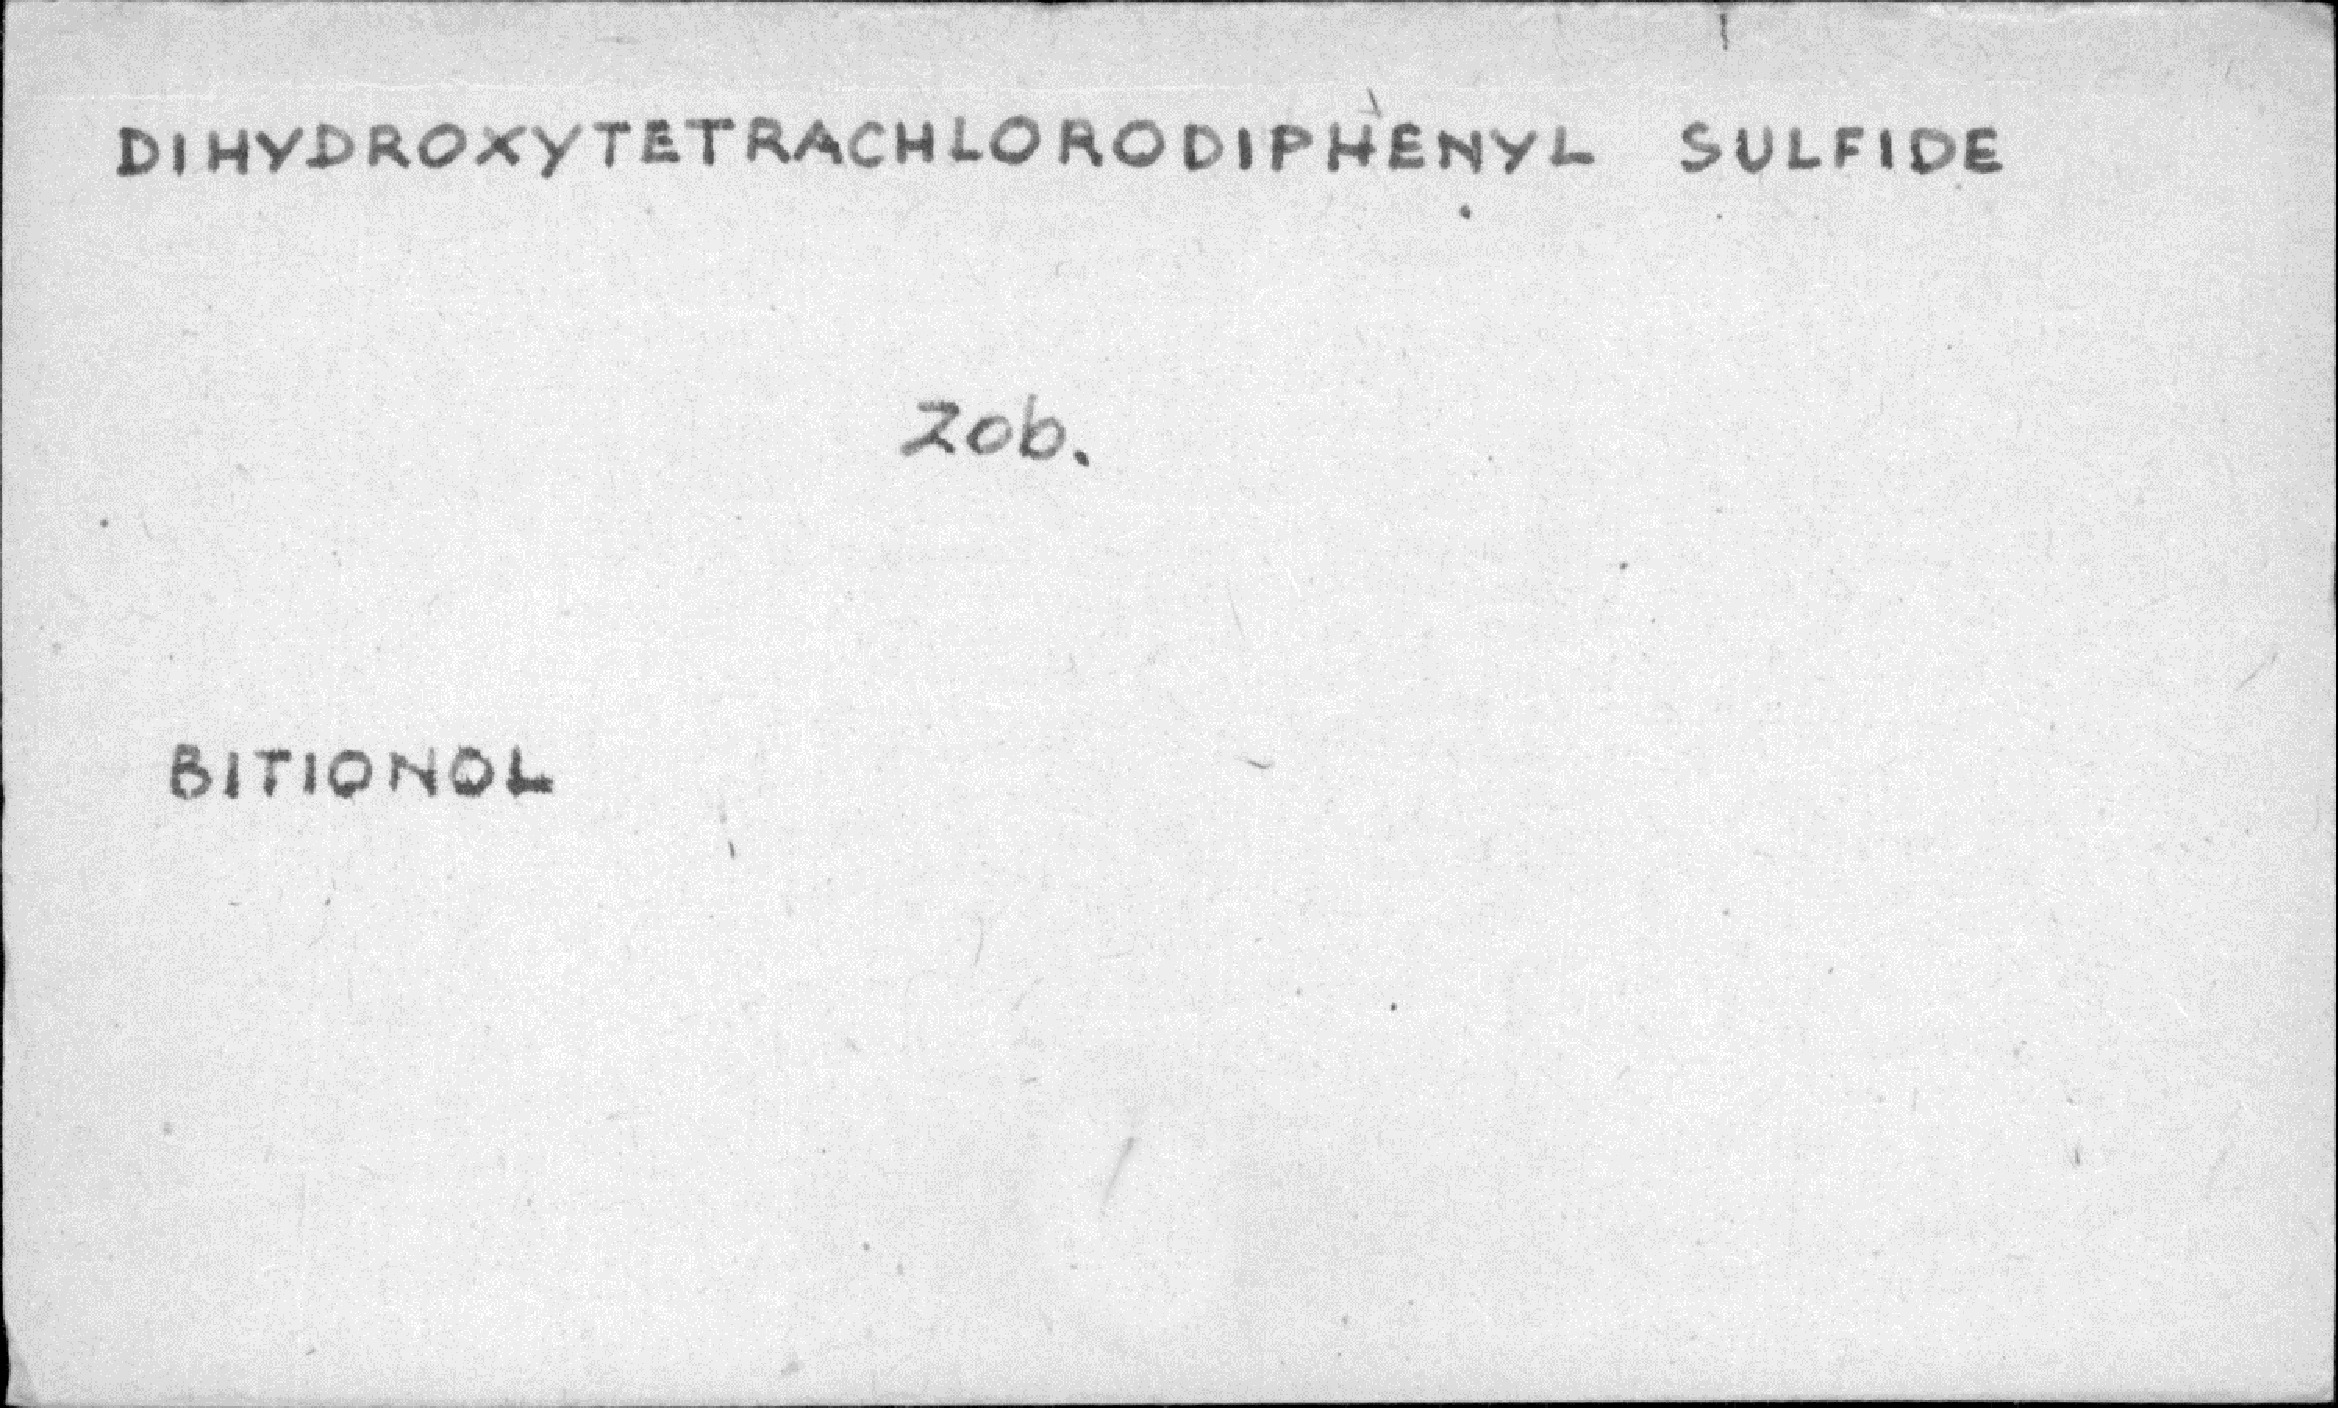 DIHYDROXYTETRACHLORODIPHENYL SULFIDE
Zob.
BITIONOL